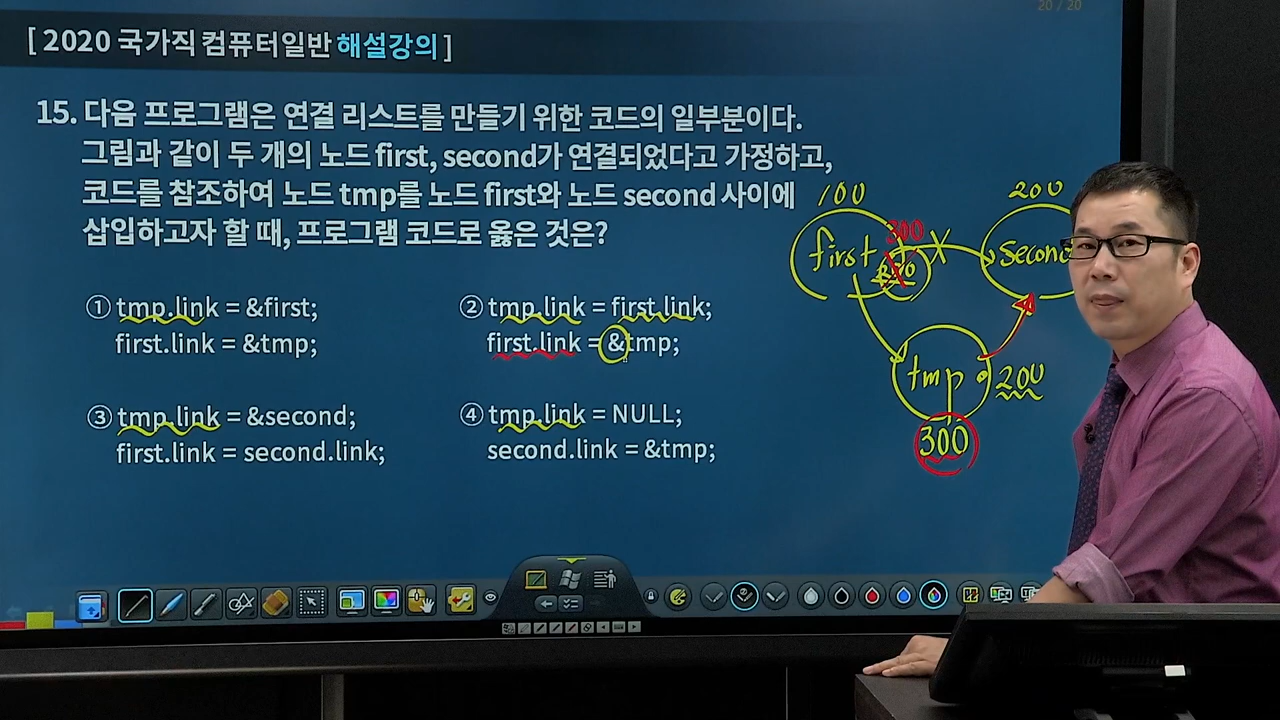 20 / 20
[ 2020 국가직 컴퓨터일반 해설강의 ]
15. 다음 프로그램은 연결 리스트를 만들기 위한 코드의 일부분이다.
그림과 같이 두 개의 노드 first, second가 연결되었다고 가정하고,
코드를 참조하여 노드 tmp를 노드 first와 노드 second 사이에
삽입하고자 할 때, 프로그램 코드로 옳은 것은?
① tmp.link = &first;
first.link = &tmp;
② tmp.link = first.link;
first.link = &tmp;
③ tmp.link = &second;
first.link = second.link;
④ tmp.link = NULL;
second.link = &tmp;
100
200
300
first
200
second
tmp
200
300